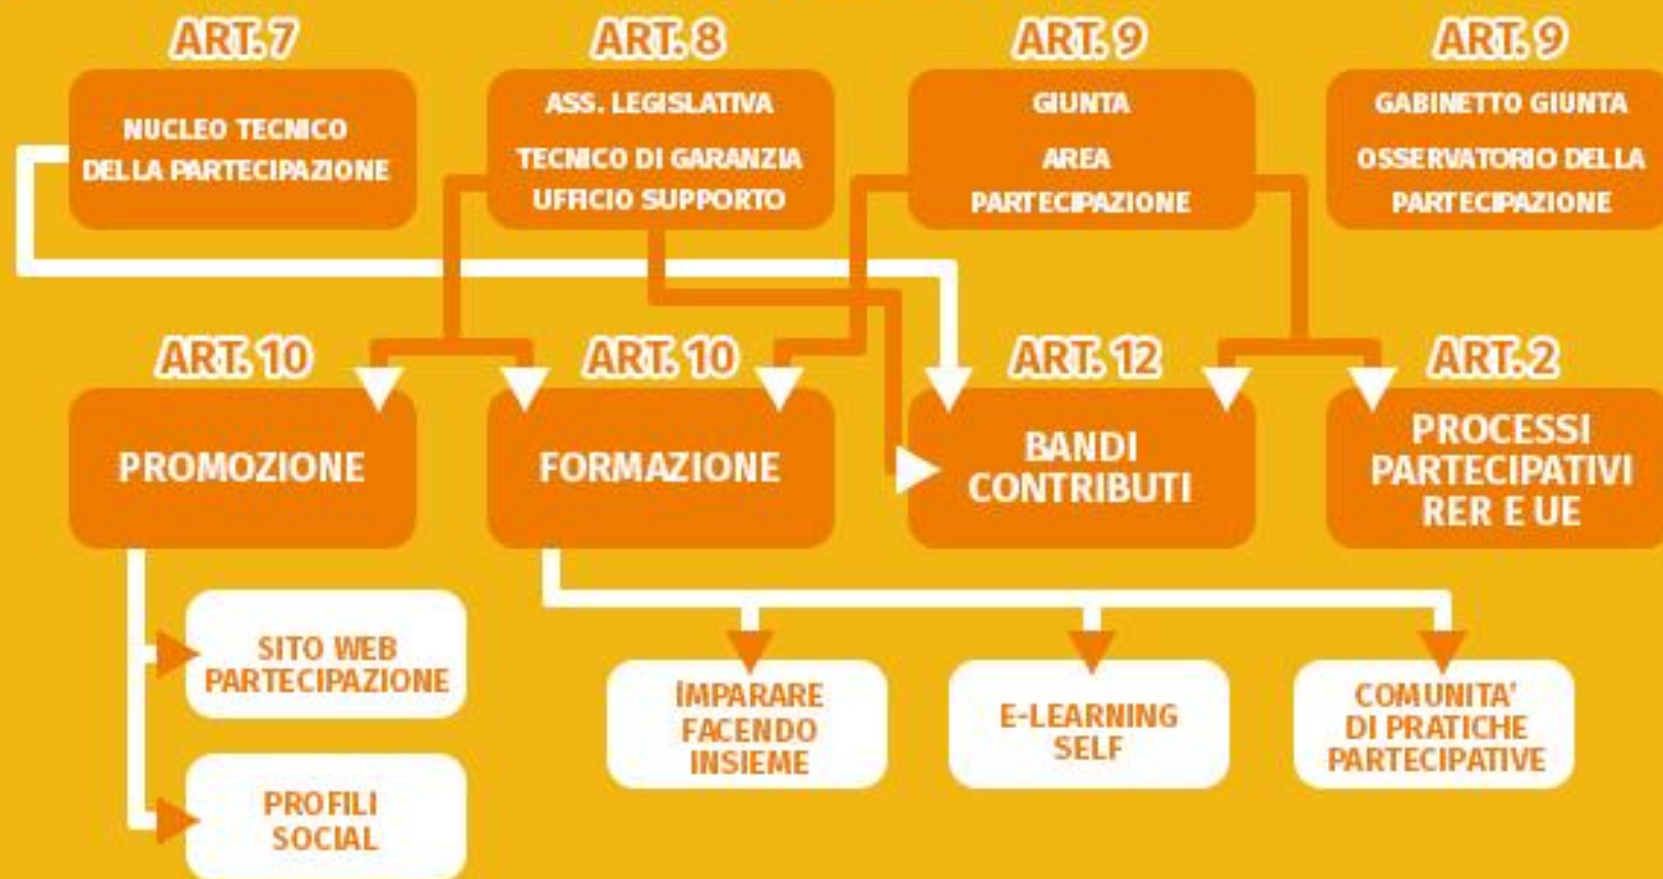 ART. 7
NUCLEO TECNICO
DELLA PARTECIPAZIONE
ART. 8
ASS. LEGISLATIVA
TECNICO DI GARANZIA
UFFICIO SUPPORTO
ART. 9
GIUNTA
AREA
PARTECIPAZIONE
ART. 9
GABINETTO GIUNTA
OSSERVATORIO DELLA
PARTECIPAZIONE
ART. 10
PROMOZIONE
ART. 10
FORMAZIONE
ART. 12
BANDI
CONTRIBUTI
ART. 2
PROCESSI
PARTECIPATIVI
RER E UE
SITO WEB
PARTECIPAZIONE
PROFILI
SOCIAL
IMPARARE
FACENDO
INSIEME
E-LEARNING
SELF
COMUNITA'
DI PRATICHE
PARTECIPATIVE